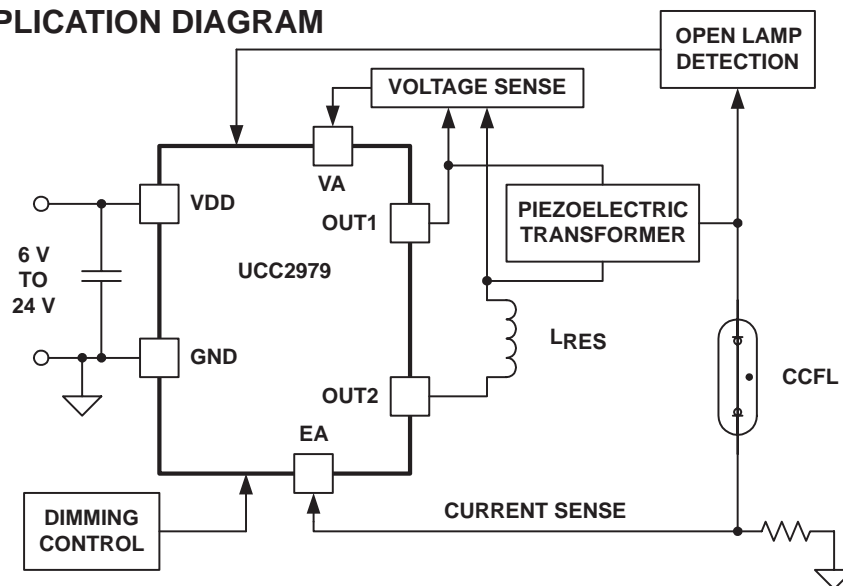 PLICATION DIAGRAM
OPEN LAMP
DETECTION
VOLTAGE SENSE
VA
VDD
OUT1
PIEZOELECTRIC
TRANSFORMER
6 V
TO
24 V
UCC2979
LRES
GND
OUT2
CCFL
EA
DIMMING
CONTROL
CURRENT SENSE